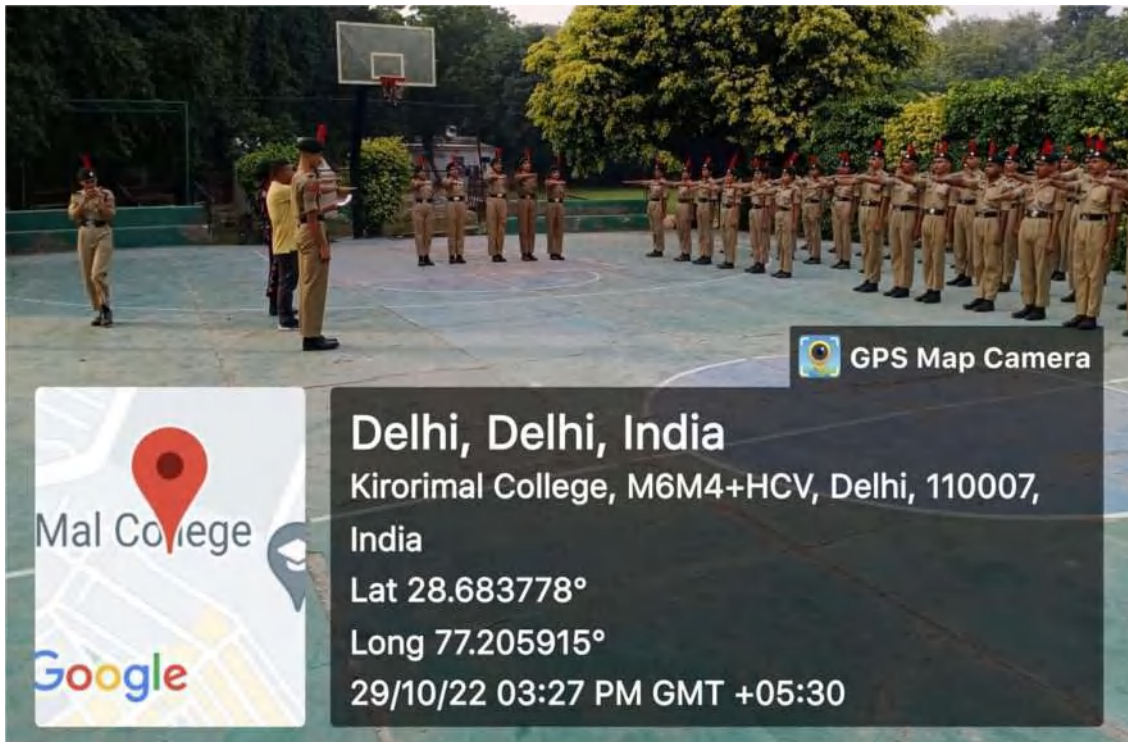 GPS Map Camera
Delhi, Delhi, India
Kirorimal College, M6M4+HCV, Delhi, 110007,
India
Lat 28.683778°
Long 77.205915°
29/10/22 03:27 PM GMT +05:30
Mal College
Google